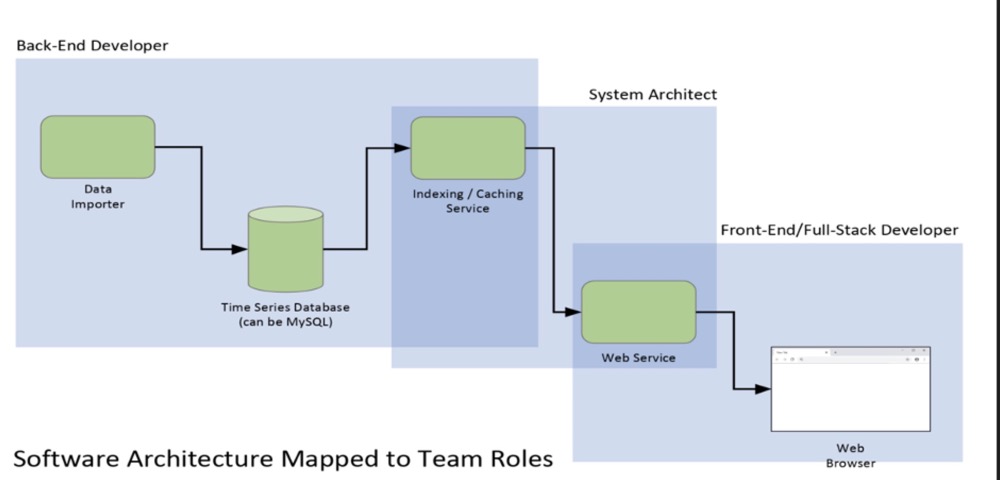 Back-End Developer
System Architect
Data
Importer
Indexing / Caching
Service
Front-End/Full-Stack Developer
Time Series Database
(can be MySQL)
Web Service
Web
Browser
Software Architecture Mapped to Team Roles